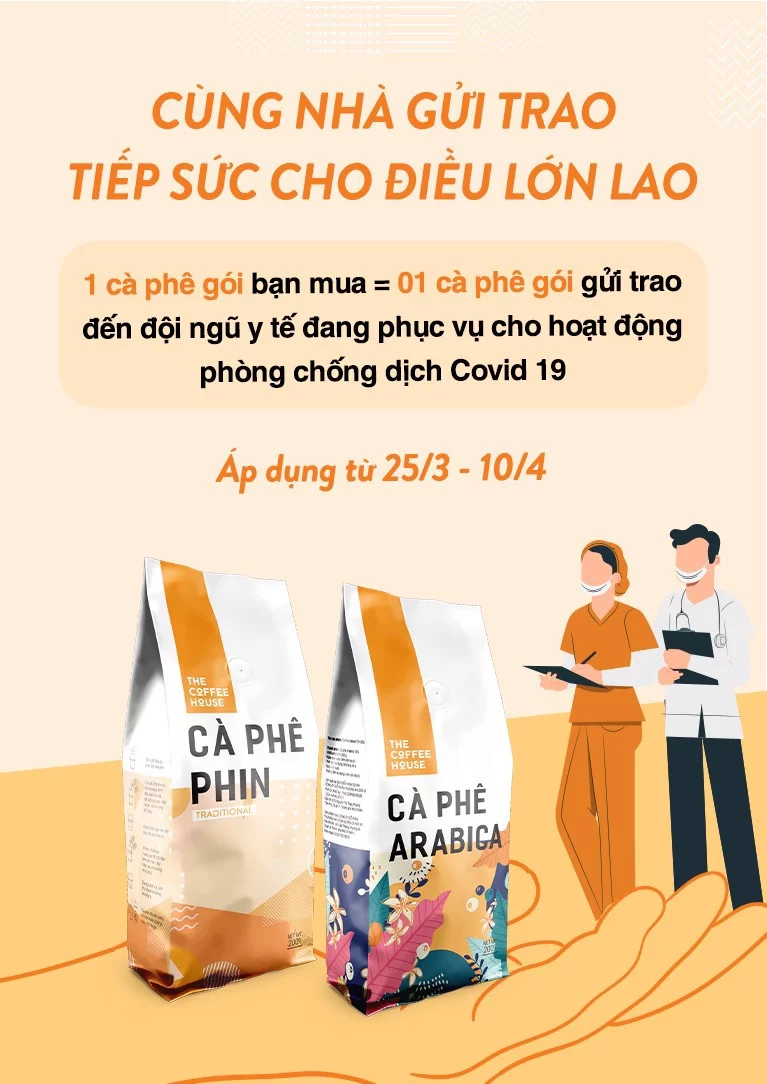 CÙNG NHÀ GỬI TRAO
TIẾP SỨC CHO ĐIỀU LỚN LAO
1 cà phê gói bạn mua = 01 cà phê gói gửi trao
đến đội ngũ y tế đang phục vụ cho hoạt động
phòng chống dịch Covid 19
Áp dụng từ 25/3 - 10/4
THE
COFFEE
HOUSE
CÀ PHÊ
PHIN
TRADITIONAL
THE
COFFEE
HOUSE
CÀ PHÊ
ARABICA